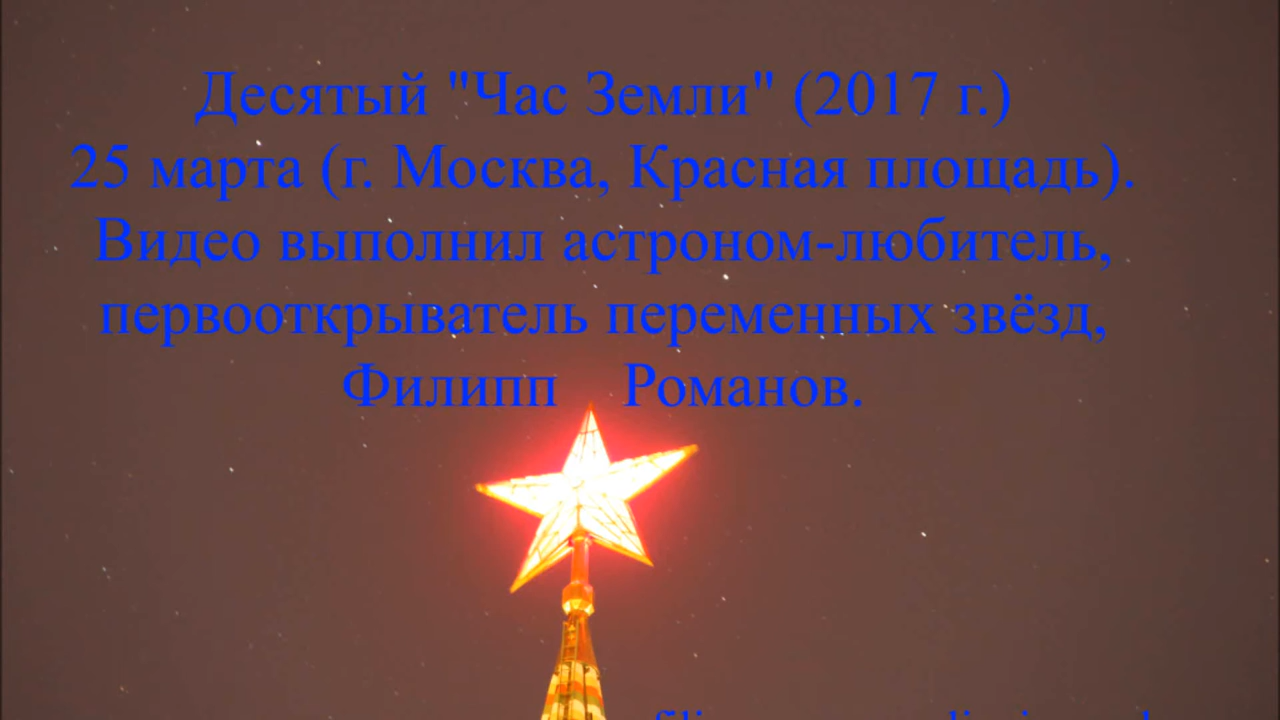 Десятый "Час Земли" (2017 г.)
25 марта (г. Москва, Красная площадь).
Видео выполнил астроном-любитель,
первооткрыватель переменных звёзд,
Филипп Романов.